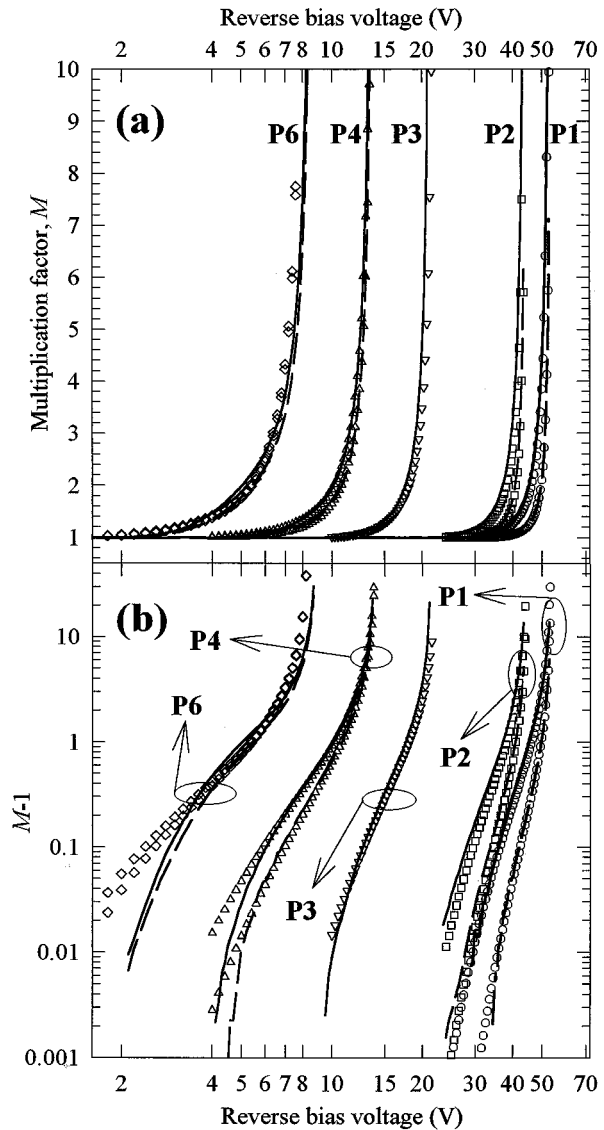 Reverse bias voltage (V)
2 4 5 6 7 8 10 15 20 30 40 50 70
10
9
8
7
6
5
4
3
2
1
Multiplication factor, M
(a)
P6 P4 P3 P2 P1
(b)
P1
P4
P6
P2
P3
10
1
0.1
0.01
0.001
M-1
2 4 5 6 7 8 10 15 20 30 40 50 70
Reverse bias voltage (V)